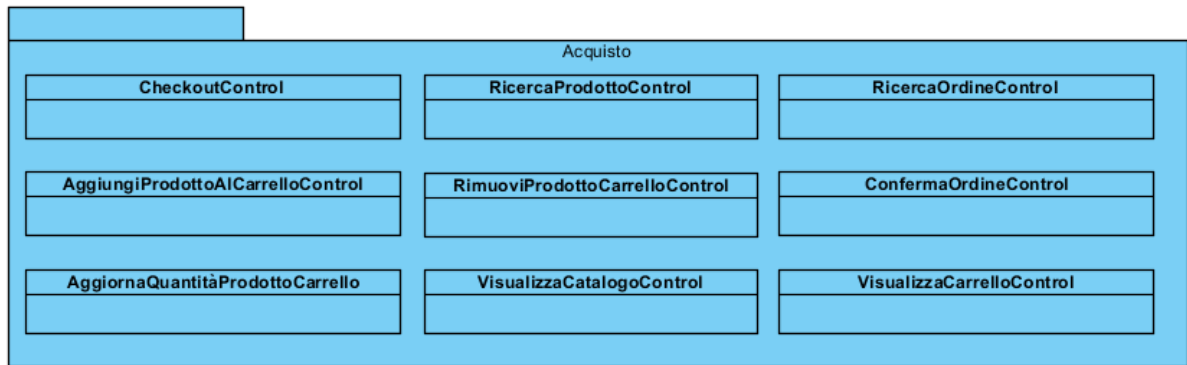 Acquisto
CheckoutControl
RicercaProdottoControl
RicercaOrdineControl
AggiungiProdottoAlCarrelloControl
RimuoviProdottoCarrelloControl
ConfermaOrdineControl
AggiornaQuantitàProdottoCarrello
VisualizzaCatalogoControl
VisualizzaCarrelloControl